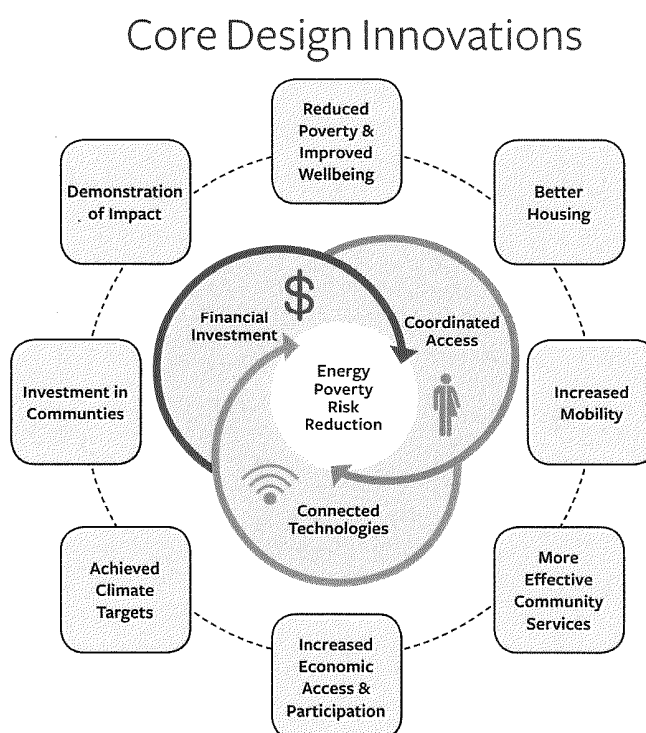 Core Design Innovations
Reduced
Poverty &
Improved
Wellbeing
Better
Housing
Increased
Mobility
More
Effective
Community
Services
Increased
Economic
Access &
Participation
Achieved
Climate
Targets
Investment in
Communties
Demonstration
of Impact
$
Financial
Investment
Coordinated
Access
Connected
Technologies
Energy
Poverty
Risk
Reduction